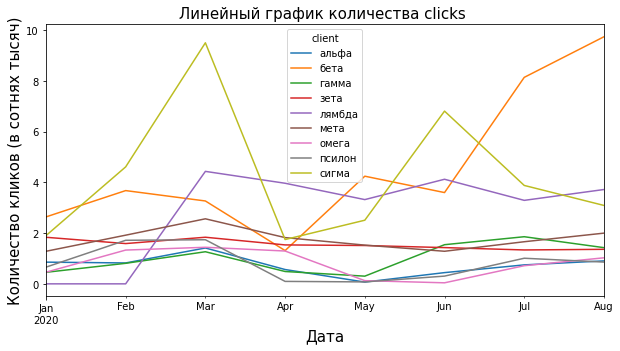 Линейный график количества clicks
Количество кликов (в сотнях тысяч)
10
8
6
4
2
0
client
альфа
бета
гамма
зета
лямбда
мета
омега
псилон
сигма
Jan Feb Mar Apr May Jun Jul Aug
2020
Дата